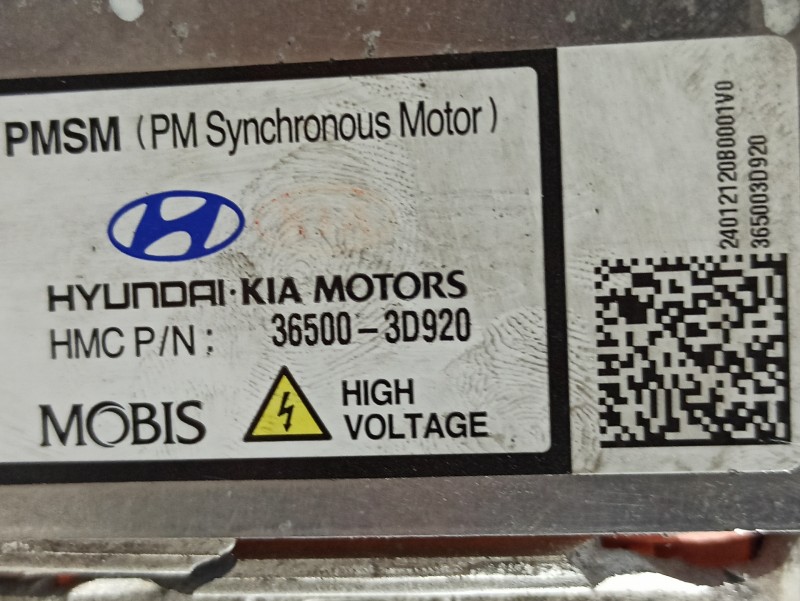 PMSM (PM Synchronous Motor)
HYUNDAI·KIA MOTORS
HMC P/N: 36500-3D920
MOBIS
HIGH
VOLTAGE
24012120B0001V0
365003D920